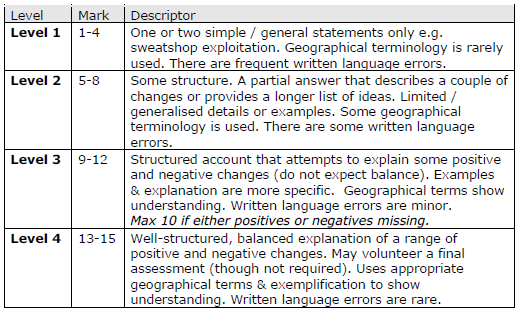 Level Mark Descriptor
Level 1 1-4 One or two simple / general statements only e.g.
sweatshop exploitation. Geographical terminology is rarely
used. There are frequent written language errors.
Level 2 5-8 Some structure. A partial answer that describes a couple of
changes or provides a longer list of ideas. Limited /
generalised details or examples. Some geographical
terminology is used. There are some written language
errors.
Level 3 9-12 Structured account that attempts to explain some positive
and negative changes (do not expect balance). Examples
& explanation are more specific. Geographical terms show
understanding. Written language errors are minor.
Max 10 if either positives or negatives missing.
Level 4 13-15 Well-structured, balanced explanation of a range of
positive and negative changes. May volunteer a final
assessment (though not required). Uses appropriate
geographical terms & exemplification to show
understanding. Written language errors are rare.